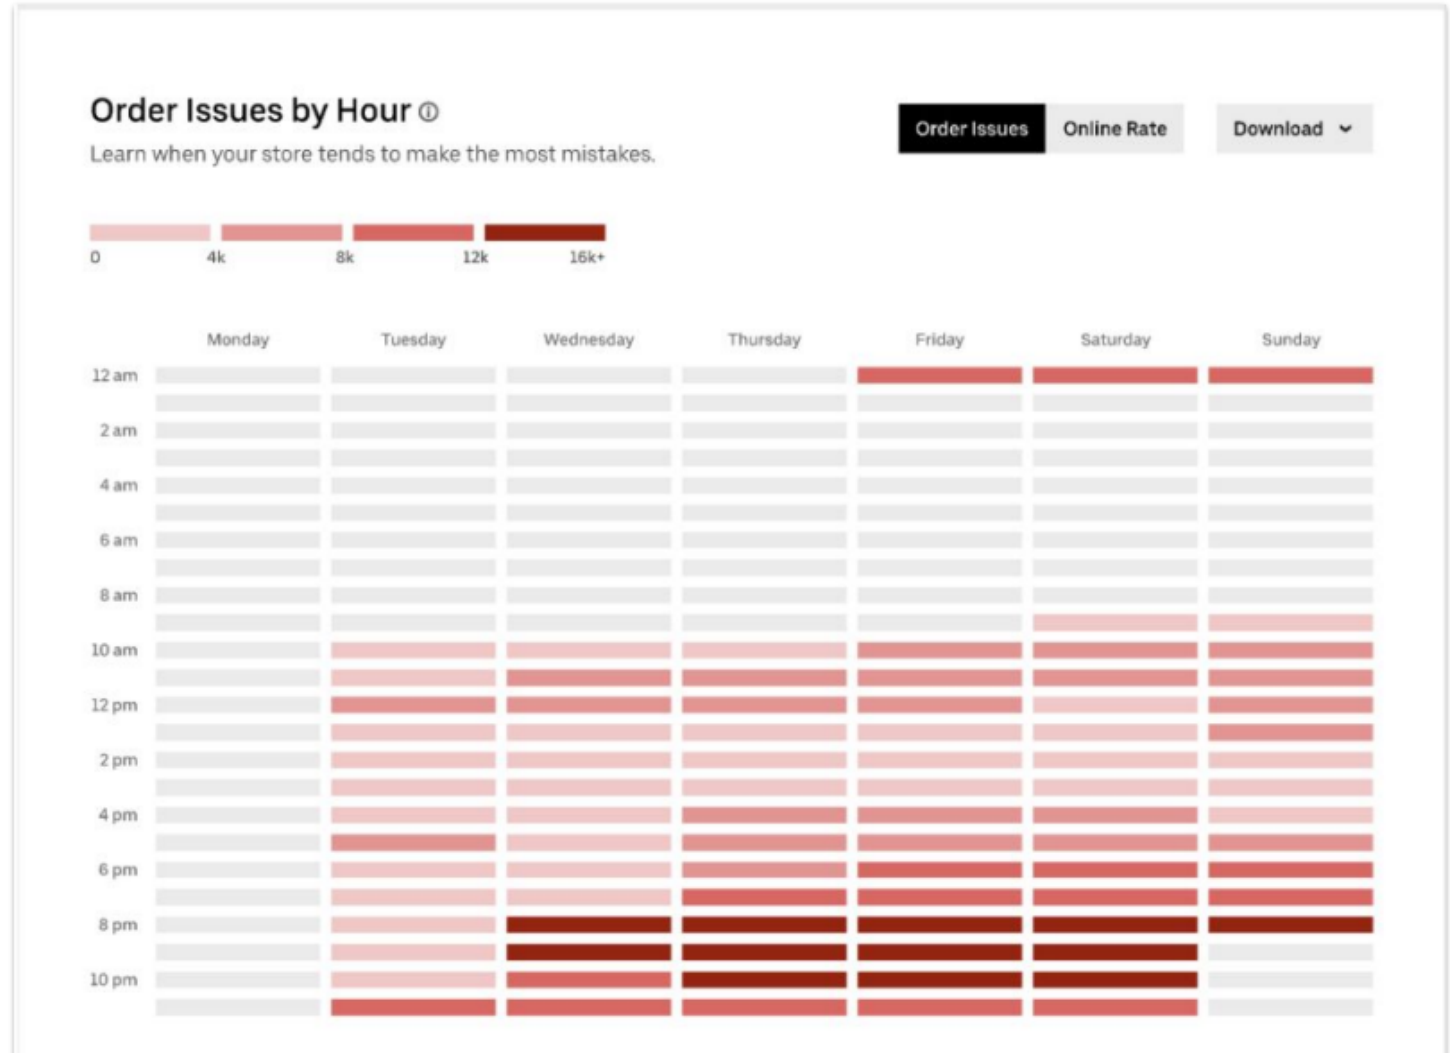 Order Issues by Hour ⓘ
Order Issues Online Rate Download
Learn when your store tends to make the most mistakes.
0 4k 8k 12k 16k+
Monday Tuesday Wednesday Thursday Friday Saturday Sunday
12 am
2 am
4 am
6 am
8 am
10 am
12 pm
2 pm
4 pm
6 pm
8 pm
10 pm